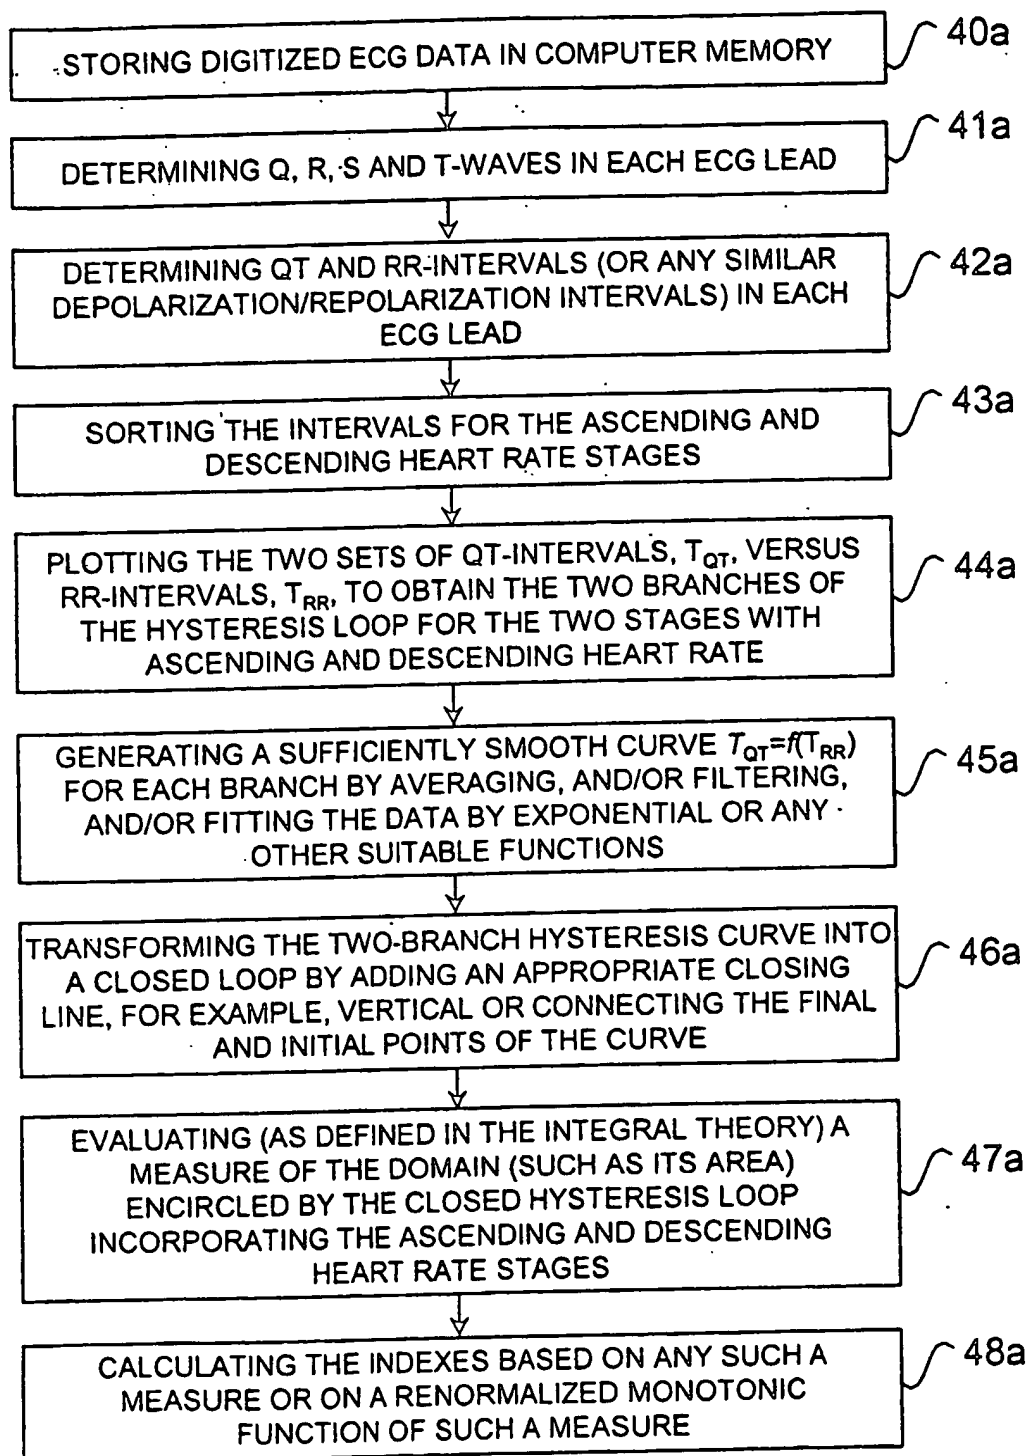 STORING DIGITIZED ECG DATA IN COMPUTER MEMORY
40a
DETERMINING Q, R, S AND T-WAVES IN EACH ECG LEAD
41a
DETERMINING QT AND RR-INTERVALS (OR ANY SIMILAR
DEPOLARIZATION/REPOLARIZATION INTERVALS) IN EACH
ECG LEAD
42a
SORTING THE INTERVALS FOR THE ASCENDING AND
DESCENDING HEART RATE STAGES
43a
PLOTTING THE TWO SETS OF QT-INTERVALS, T_QT, VERSUS
RR-INTERVALS, T_RR, TO OBTAIN THE TWO BRANCHES OF
THE HYSTERESIS LOOP FOR THE TWO STAGES WITH
ASCENDING AND DESCENDING HEART RATE
44a
GENERATING A SUFFICIENTLY SMOOTH CURVE T_QT=f(T_RR)
FOR EACH BRANCH BY AVERAGING, AND/OR FILTERING,
AND/OR FITTING THE DATA BY EXPONENTIAL OR ANY
OTHER SUITABLE FUNCTIONS
45a
TRANSFORMING THE TWO-BRANCH HYSTERESIS CURVE INTO
A CLOSED LOOP BY ADDING AN APPROPRIATE CLOSING
LINE, FOR EXAMPLE, VERTICAL OR CONNECTING THE FINAL
AND INITIAL POINTS OF THE CURVE
46a
EVALUATING (AS DEFINED IN THE INTEGRAL THEORY) A
MEASURE OF THE DOMAIN (SUCH AS ITS AREA)
ENCIRCLED BY THE CLOSED HYSTERESIS LOOP
INCORPORATING THE ASCENDING AND DESCENDING
HEART RATE STAGES
47a
CALCULATING THE INDEXES BASED ON ANY SUCH A
MEASURE OR ON A RENORMALIZED MONOTONIC
FUNCTION OF SUCH A MEASURE
48a